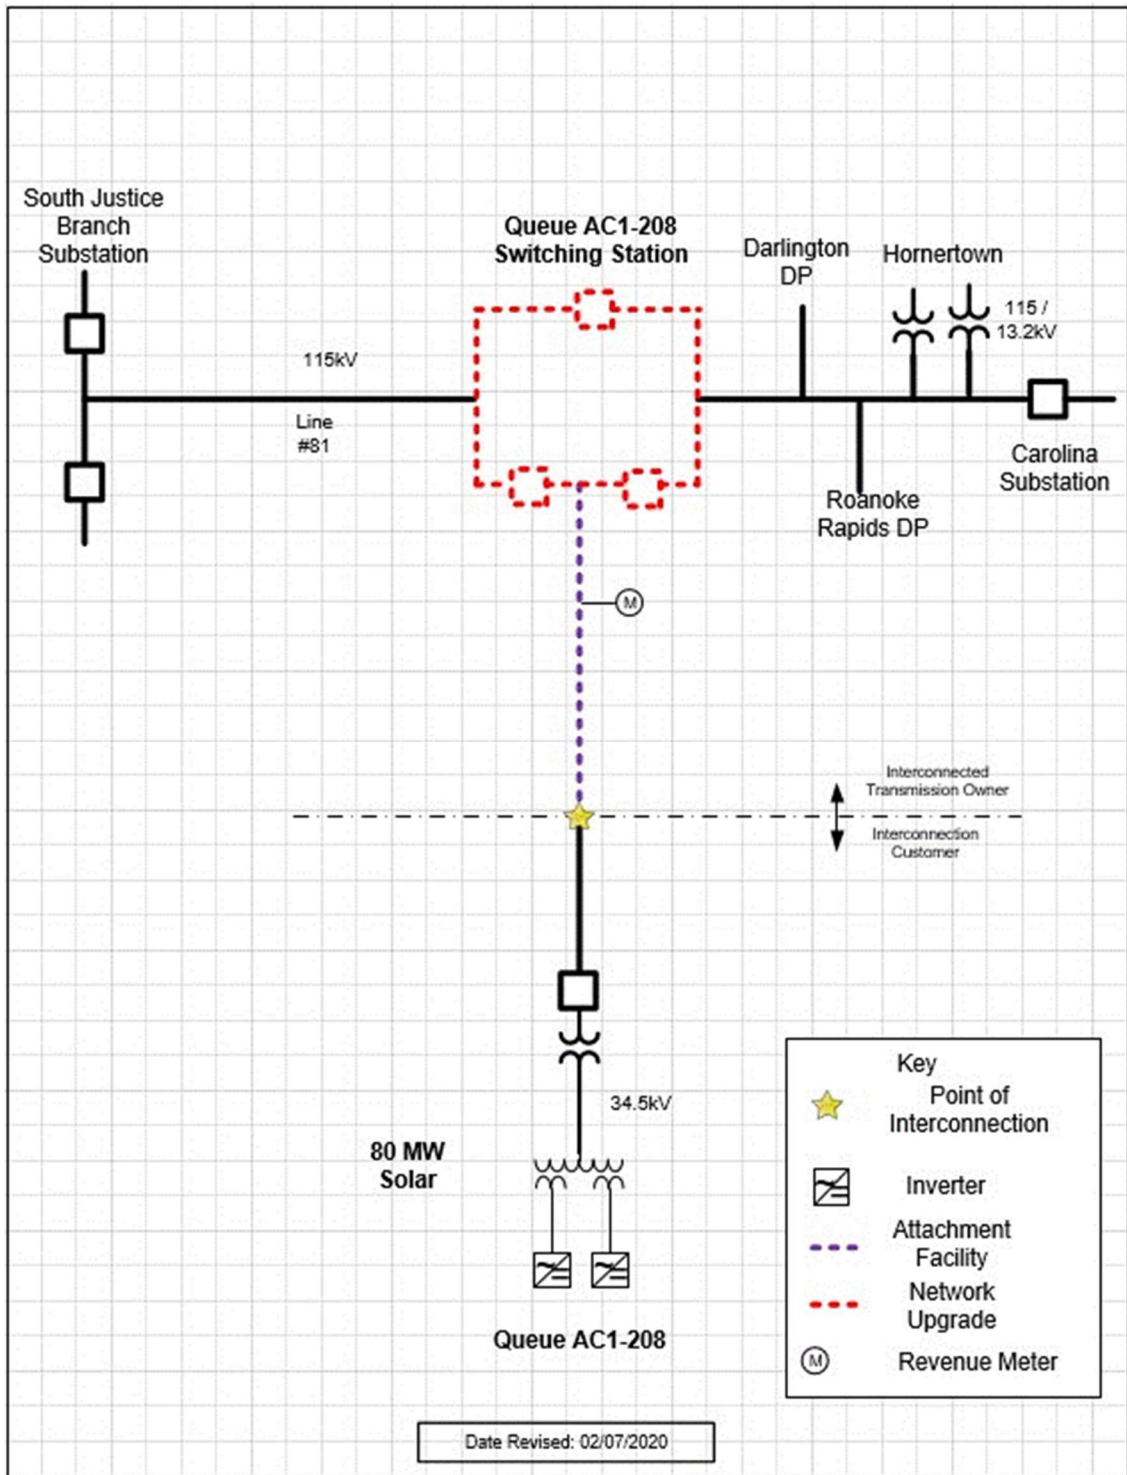 South Justice
Branch
Substation
Queue AC1-208
Switching Station
Darlington
DP
Hornertown
115 /
13.2kV
115kV
Line
#81
Carolina
Substation
Roanoke
Rapids DP
M
Interconnected
Transmission Owner
Interconnection
Customer
34.5kV
80 MW
Solar
Queue AC1-208
Key
Point of
Interconnection
Inverter
Attachment
Facility
Network
Upgrade
M
Revenue Meter
Date Revised: 02/07/2020